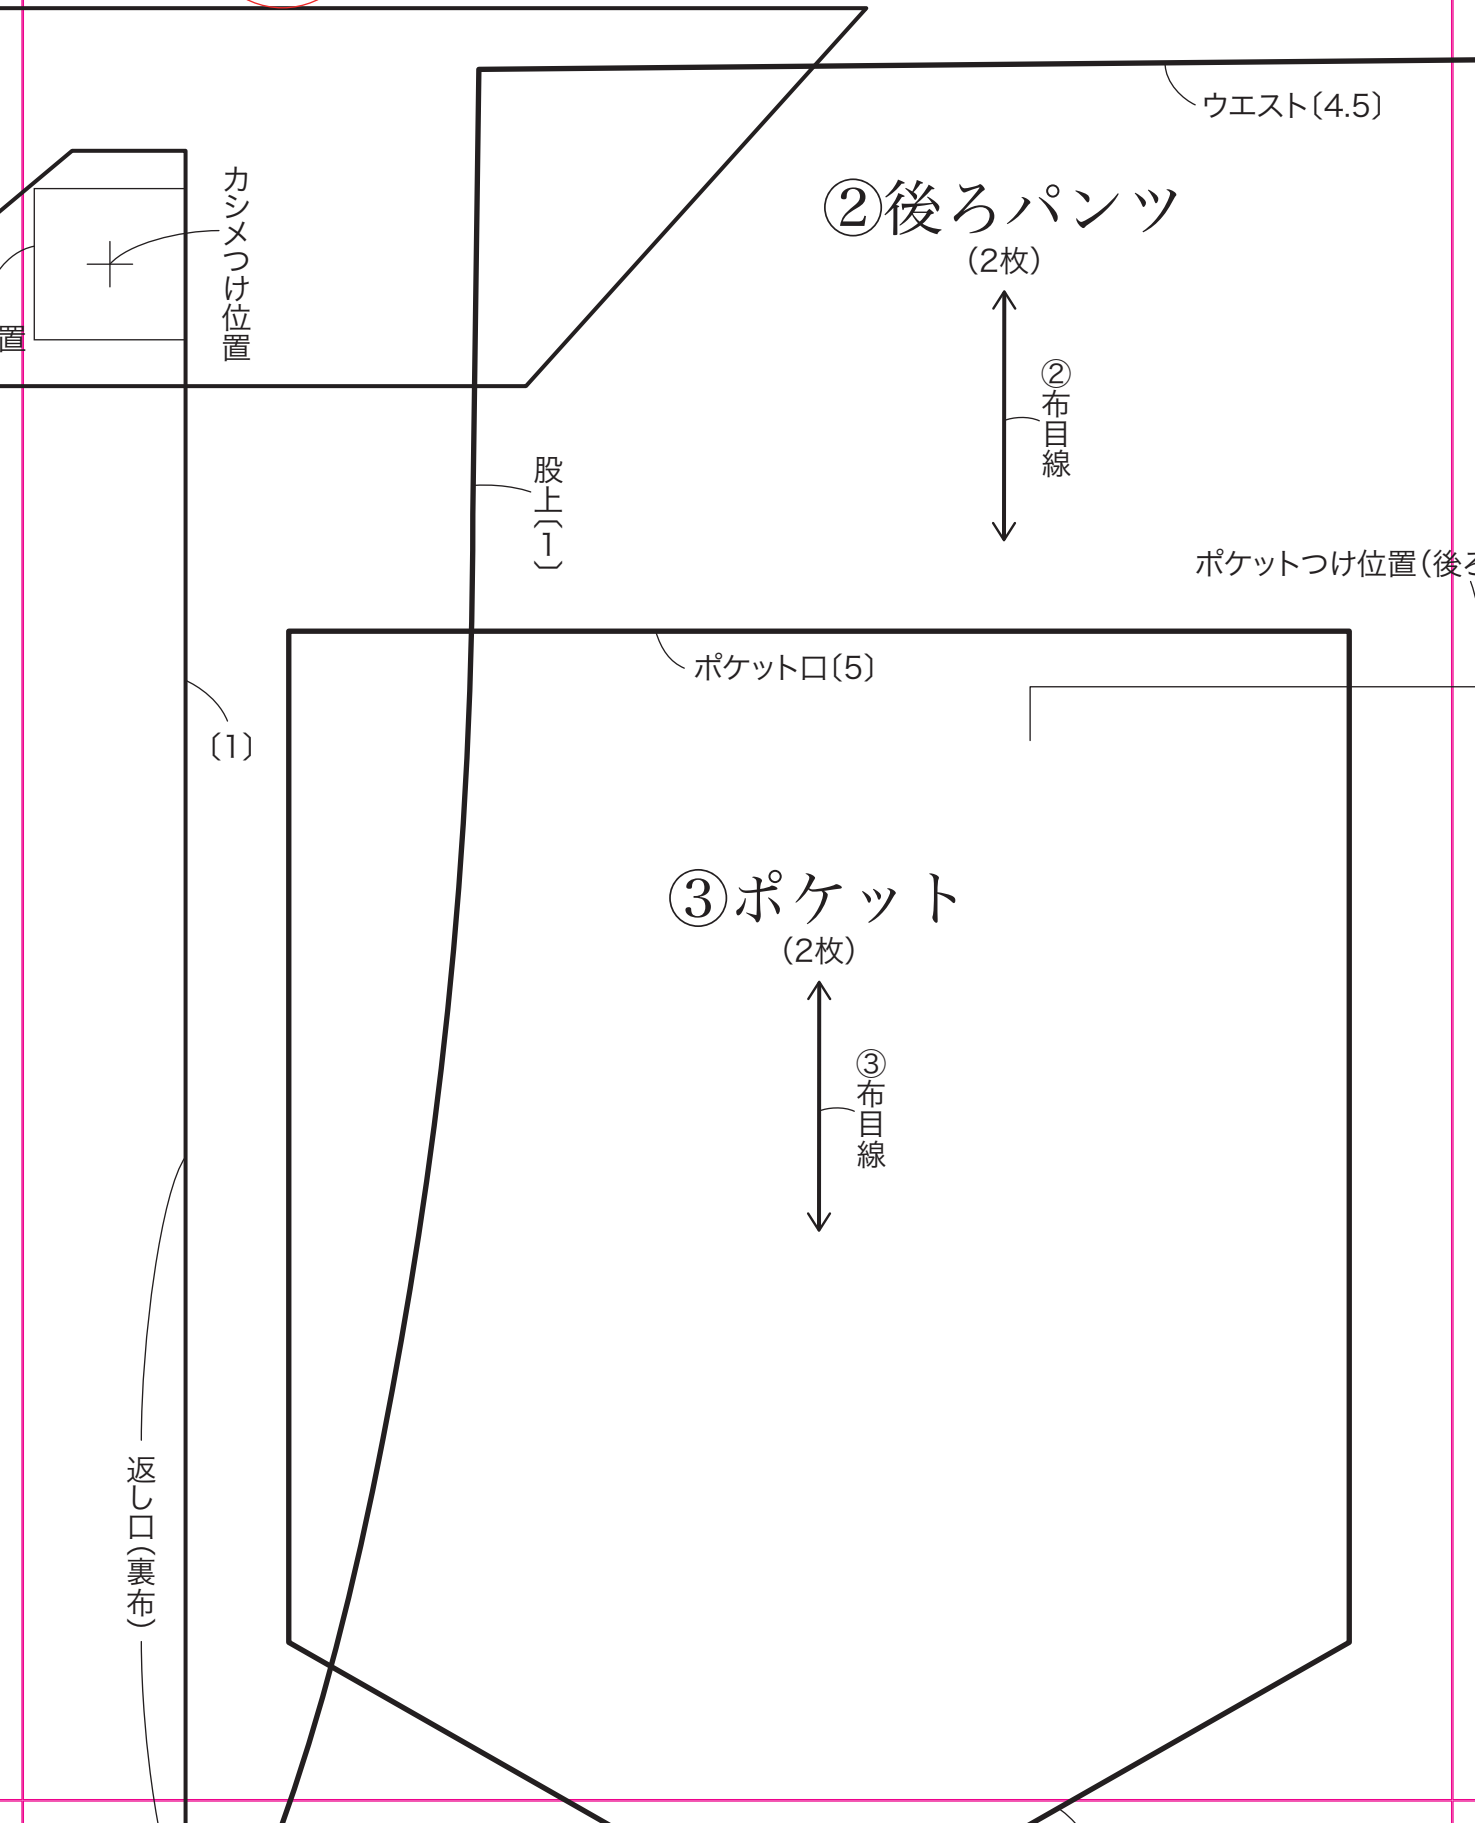 ウエスト〔4.5〕
カシメつけ位置
②後ろパンツ
(2枚)
置
②布目線
股上〔1〕
ポケットつけ位置(後ろ
ポケット口〔5〕
〔1〕
③ポケット
(2枚)
③布目線
返し口(裏布)